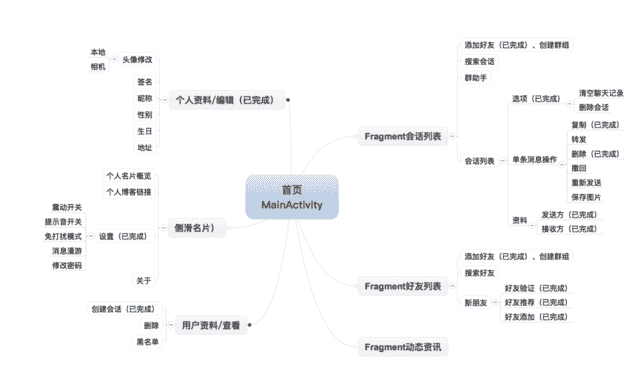 首页
MainActivity
个人资料/编辑（已完成）
头像修改
本地
相机
签名
昵称
性别
生日
地址
侧滑名片）
个人名片概览
个人博客链接
设置（已完成）
震动开关
提示音开关
免打扰模式
消息漫游
修改密码
关于
用户资料/查看
创建会话（已完成）
删除
黑名单
Fragment会话列表
添加好友（已完成）、创建群组
搜索会话
群助手
会话列表
选项（已完成）
清空聊天记录
删除会话
单条消息操作
复制（已完成）
转发
删除（已完成）
撤回
重新发送
保存图片
资料
发送方（已完成）
接收方（已完成）
Fragment好友列表
添加好友（已完成）、创建群组
搜索好友
新朋友
好友验证（已完成）
好友推荐（已完成）
好友添加（已完成）
Fragment动态资讯